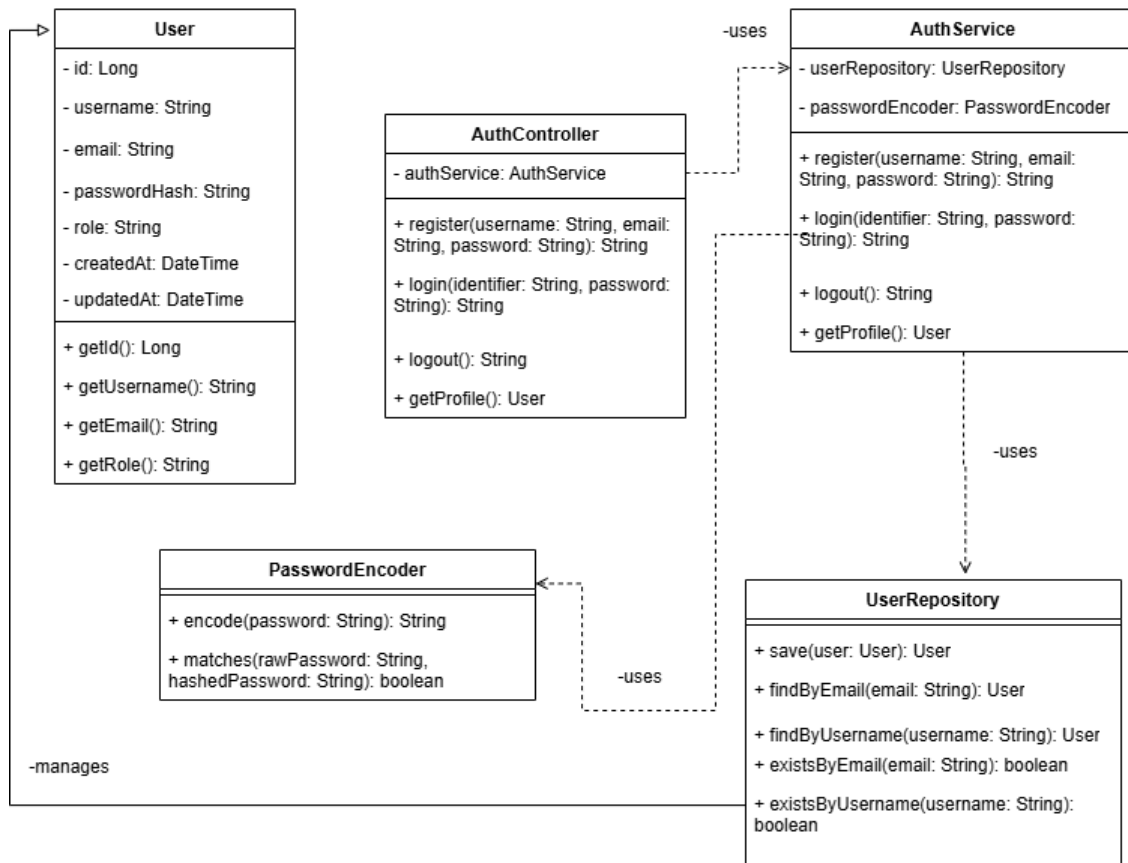 User
- id: Long
- username: String
- email: String
- passwordHash: String
- role: String
- createdAt: DateTime
- updatedAt: DateTime
+ getId(): Long
+ getUsername(): String
+ getEmail(): String
+ getRole(): String
AuthController
- authService: AuthService
+ register(username: String, email:
String, password: String): String
+ login(identifier: String, password:
String): String
+ logout(): String
+ getProfile(): User
-uses
AuthService
- userRepository: UserRepository
- passwordEncoder: PasswordEncoder
+ register(username: String, email:
String, password: String): String
+ login(identifier: String, password:
String): String
+ logout(): String
+ getProfile(): User
-uses
PasswordEncoder
+ encode(password: String): String
+ matches(rawPassword: String,
hashedPassword: String): boolean
-uses
UserRepository
+ save(user: User): User
+ findByEmail(email: String): User
+ findByUsername(username: String): User
+ existsByEmail(email: String): boolean
+ existsByUsername(username: String):
boolean
-manages